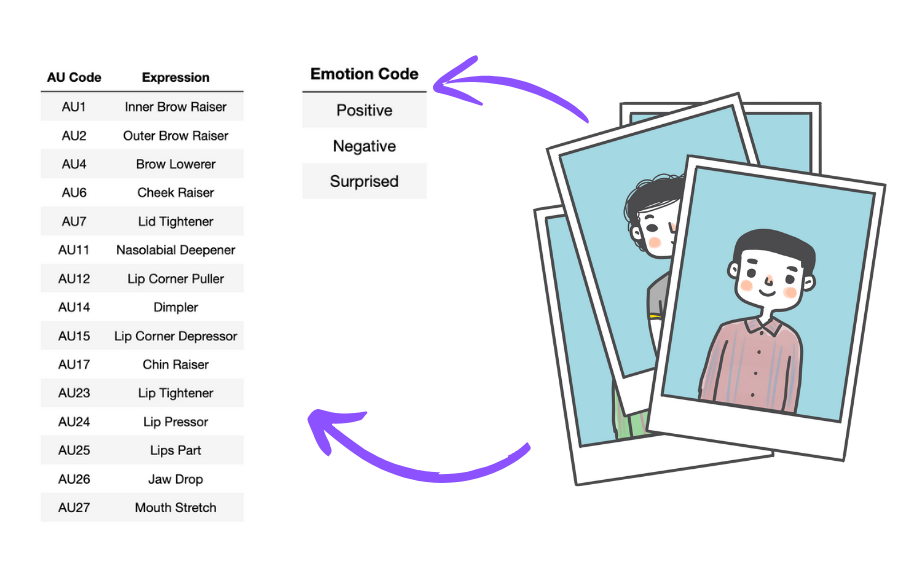 AU Code Expression
AU1 Inner Brow Raiser
AU2 Outer Brow Raiser
AU4 Brow Lowerer
AU6 Cheek Raiser
AU7 Lid Tightener
AU11 Nasolabial Deepener
AU12 Lip Corner Puller
AU14 Dimpler
AU15 Lip Corner Depressor
AU17 Chin Raiser
AU23 Lip Tightener
AU24 Lip Pressor
AU25 Lips Part
AU26 Jaw Drop
AU27 Mouth Stretch
Emotion Code
Positive
Negative
Surprised